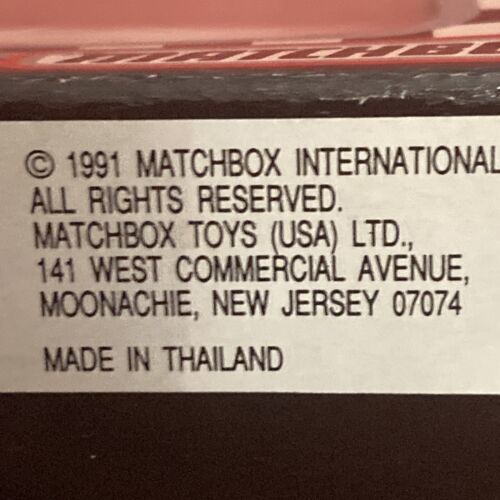 © 1991 MATCHBOX INTERNATIONAL
ALL RIGHTS RESERVED.
MATCHBOX TOYS (USA) LTD.,
141 WEST COMMERCIAL AVENUE,
MOONACHIE, NEW JERSEY 07074
MADE IN THAILAND